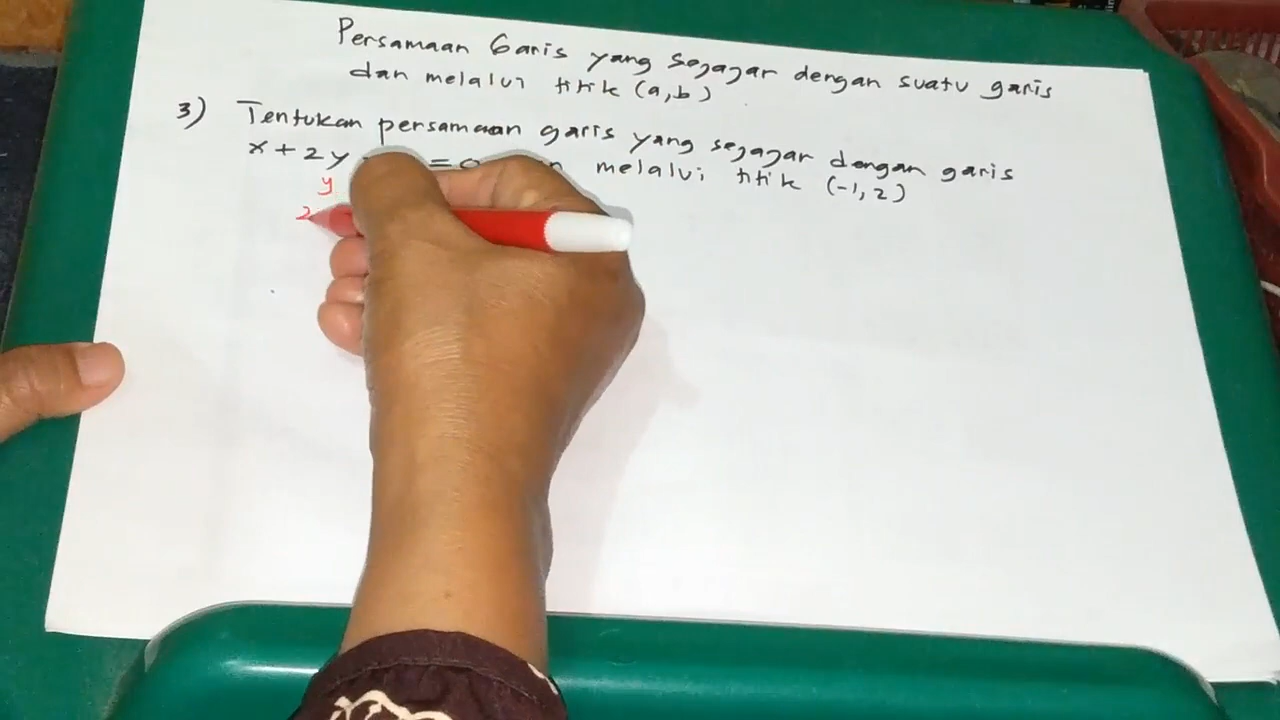 Persamaan Garis yang sejajar dengan suatu garis
dan melalui titik (a,b)
3) Tentukan persamaan garis yang sejajar dengan garis
x + 2y = 0 melalui titik (-1, 2)
y
2